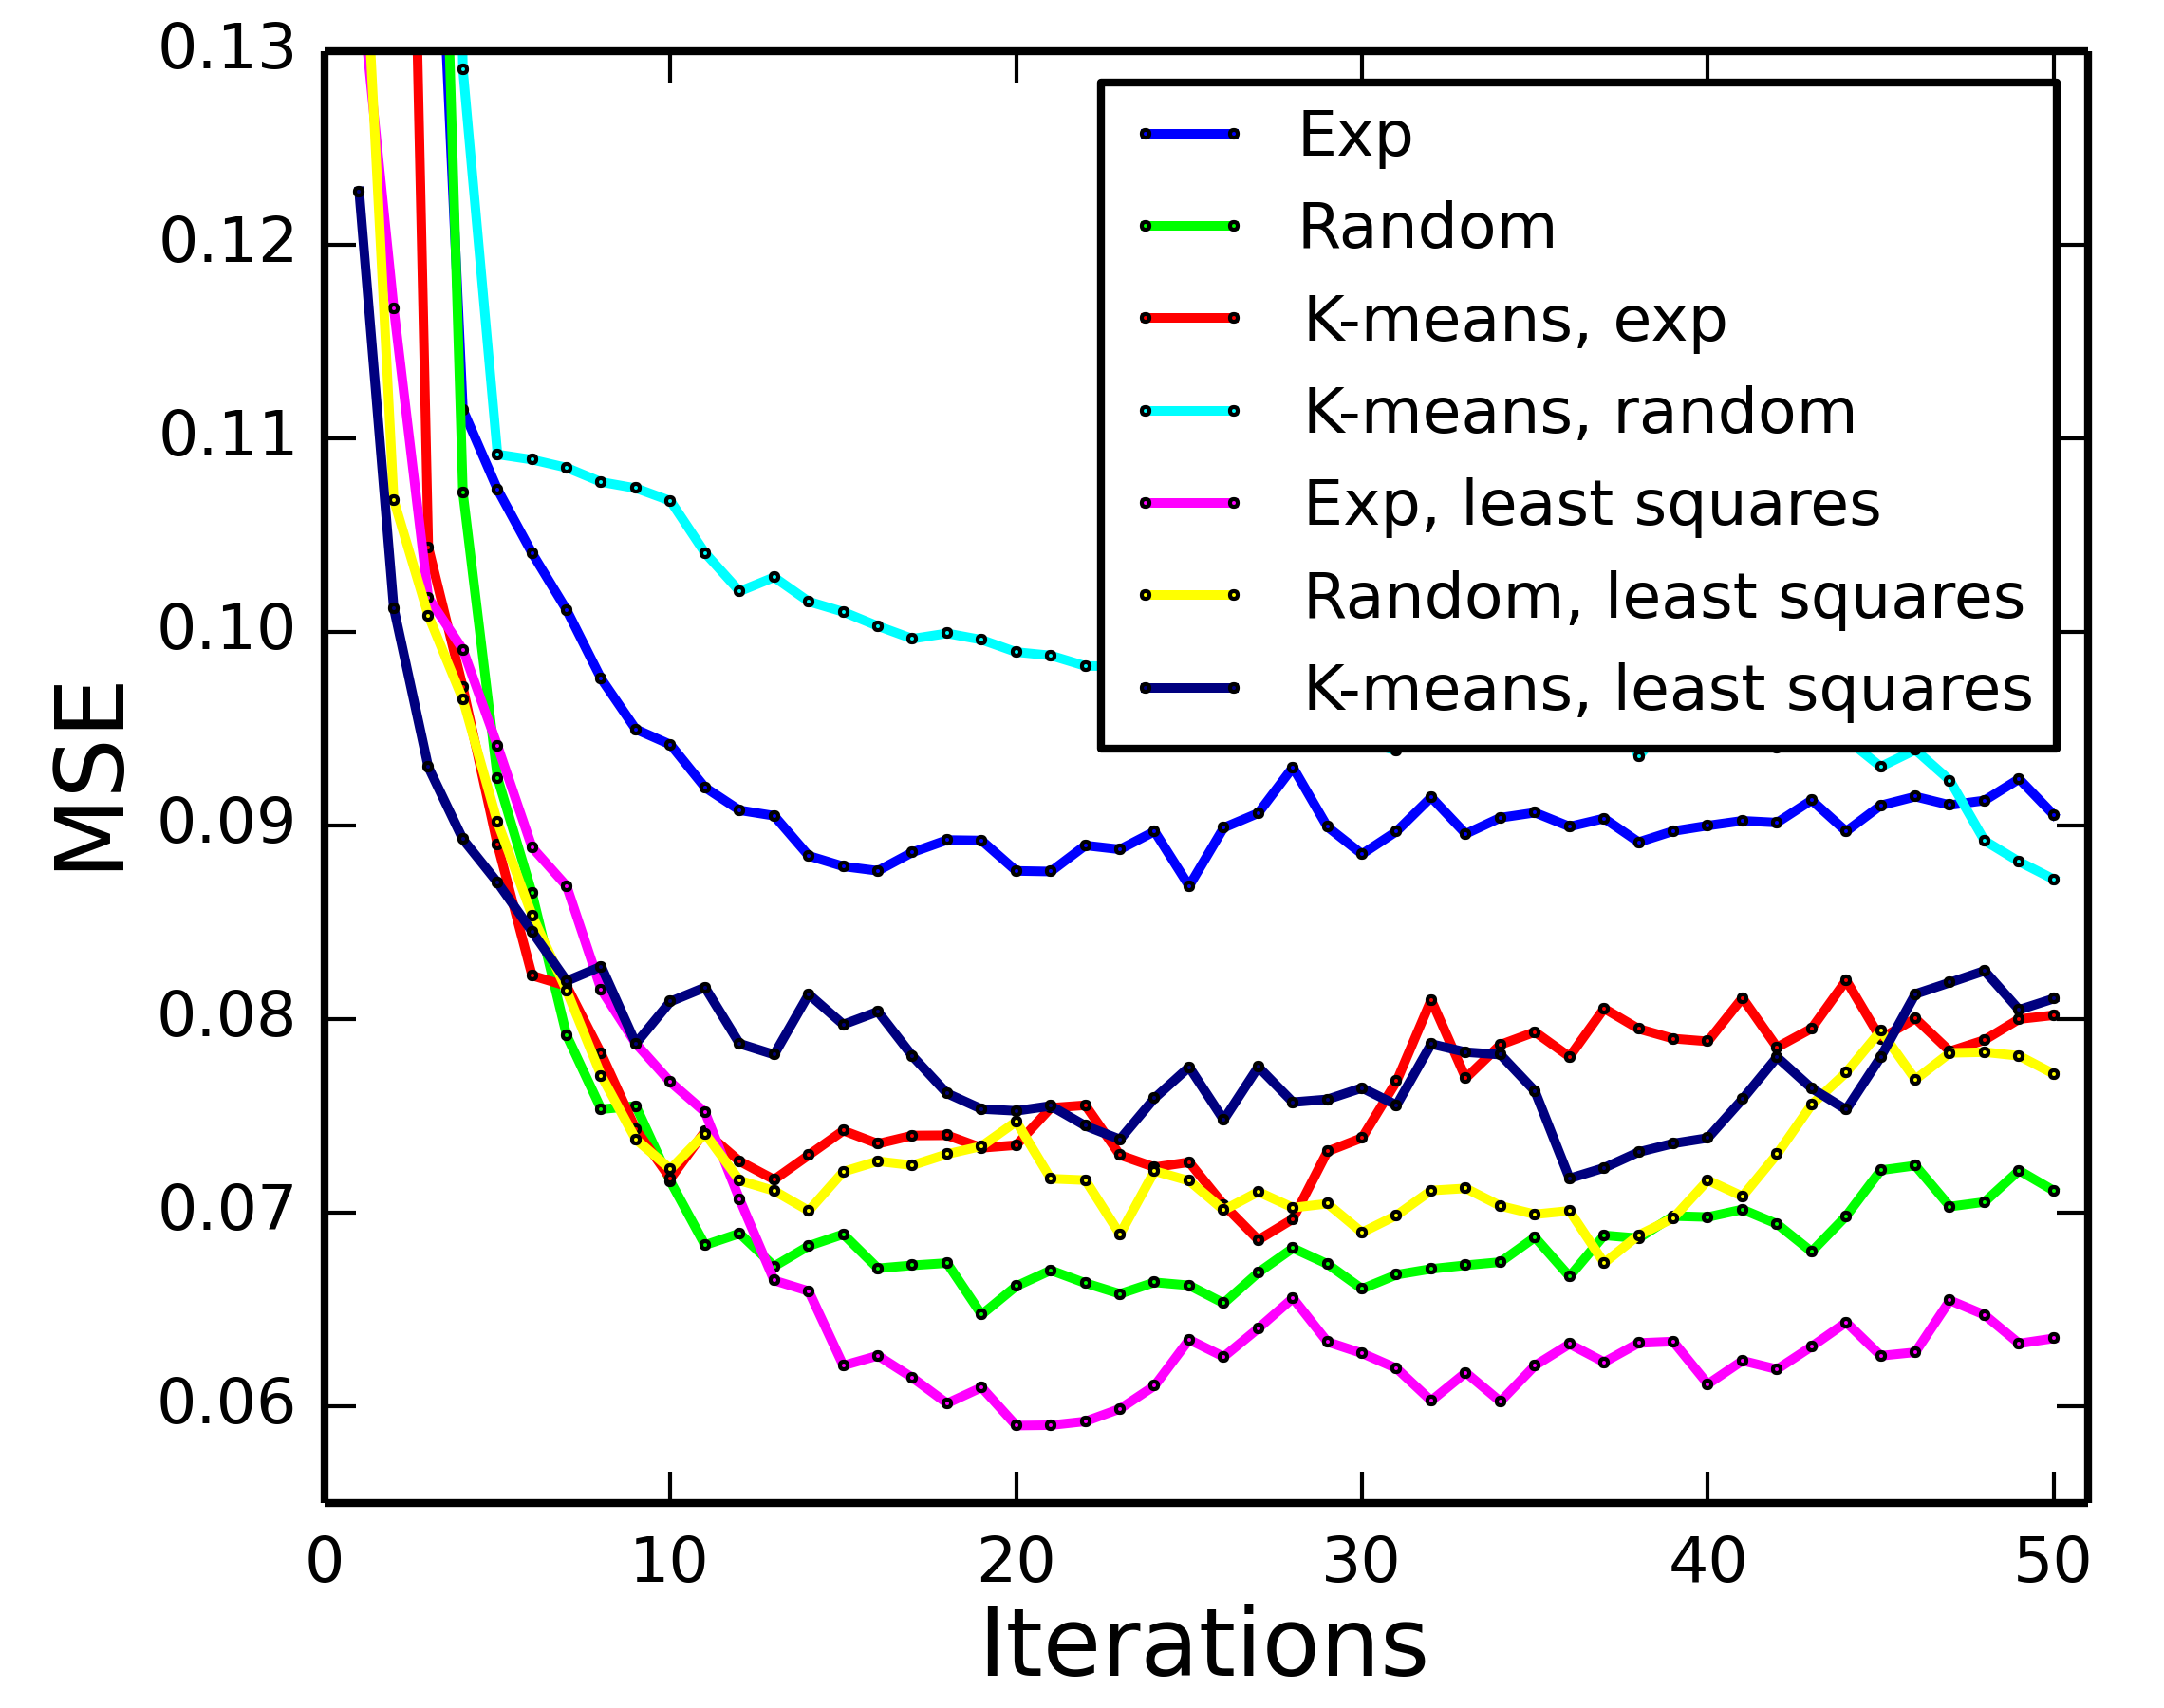 0.13
0.12
0.11
0.10
0.09
0.08
0.07
0.06
MSE
Exp
Random
K-means, exp
K-means, random
Exp, least squares
Random, least squares
K-means, least squares
0 10 20 30 40 50
Iterations